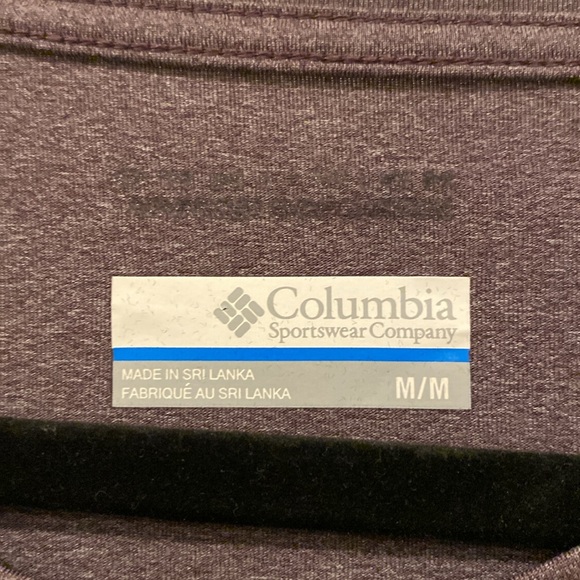 Columbia
Sportswear Company
MADE IN SRI LANKA
FABRIQUÉ AU SRI LANKA
M/M